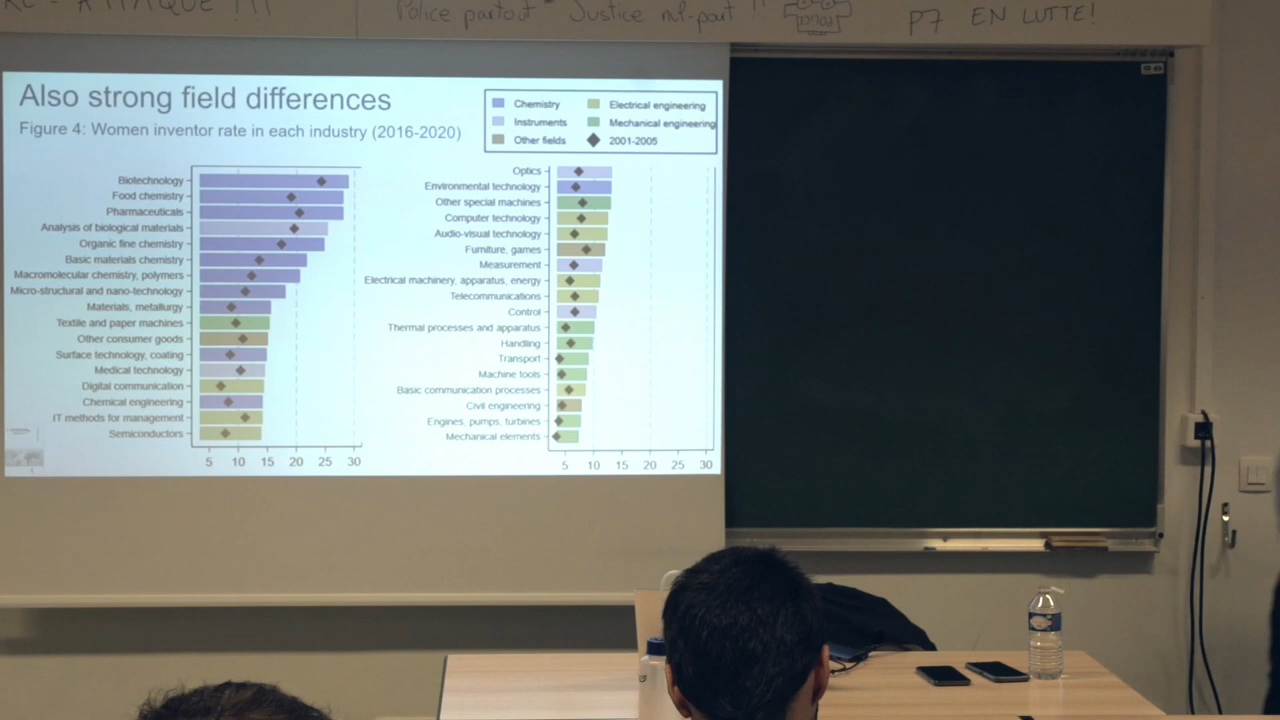 ATTAQUE !!!
Police partout Justice nul-part !!
P7 EN LUTTE!
Also strong field differences
Figure 4: Women inventor rate in each industry (2016-2020)
Chemistry
Electrical engineering
Instruments
Mechanical engineering
Other fields
2001-2005
Biotechnology
Food chemistry
Pharmaceuticals
Analysis of biological materials
Organic fine chemistry
Basic materials chemistry
Macromolecular chemistry, polymers
Micro-structural and nano-technology
Materials, metallurgy
Textile and paper machines
Other consumer goods
Surface technology, coating
Medical technology
Digital communication
Chemical engineering
IT methods for management
Semiconductors
5 10 15 20 25 30
Optics
Environmental technology
Other special machines
Computer technology
Audio-visual technology
Furniture, games
Measurement
Electrical machinery, apparatus, energy
Telecommunications
Control
Thermal processes and apparatus
Handling
Transport
Machine tools
Basic communication processes
Civil engineering
Engines, pumps, turbines
Mechanical elements
5 10 15 20 25 30